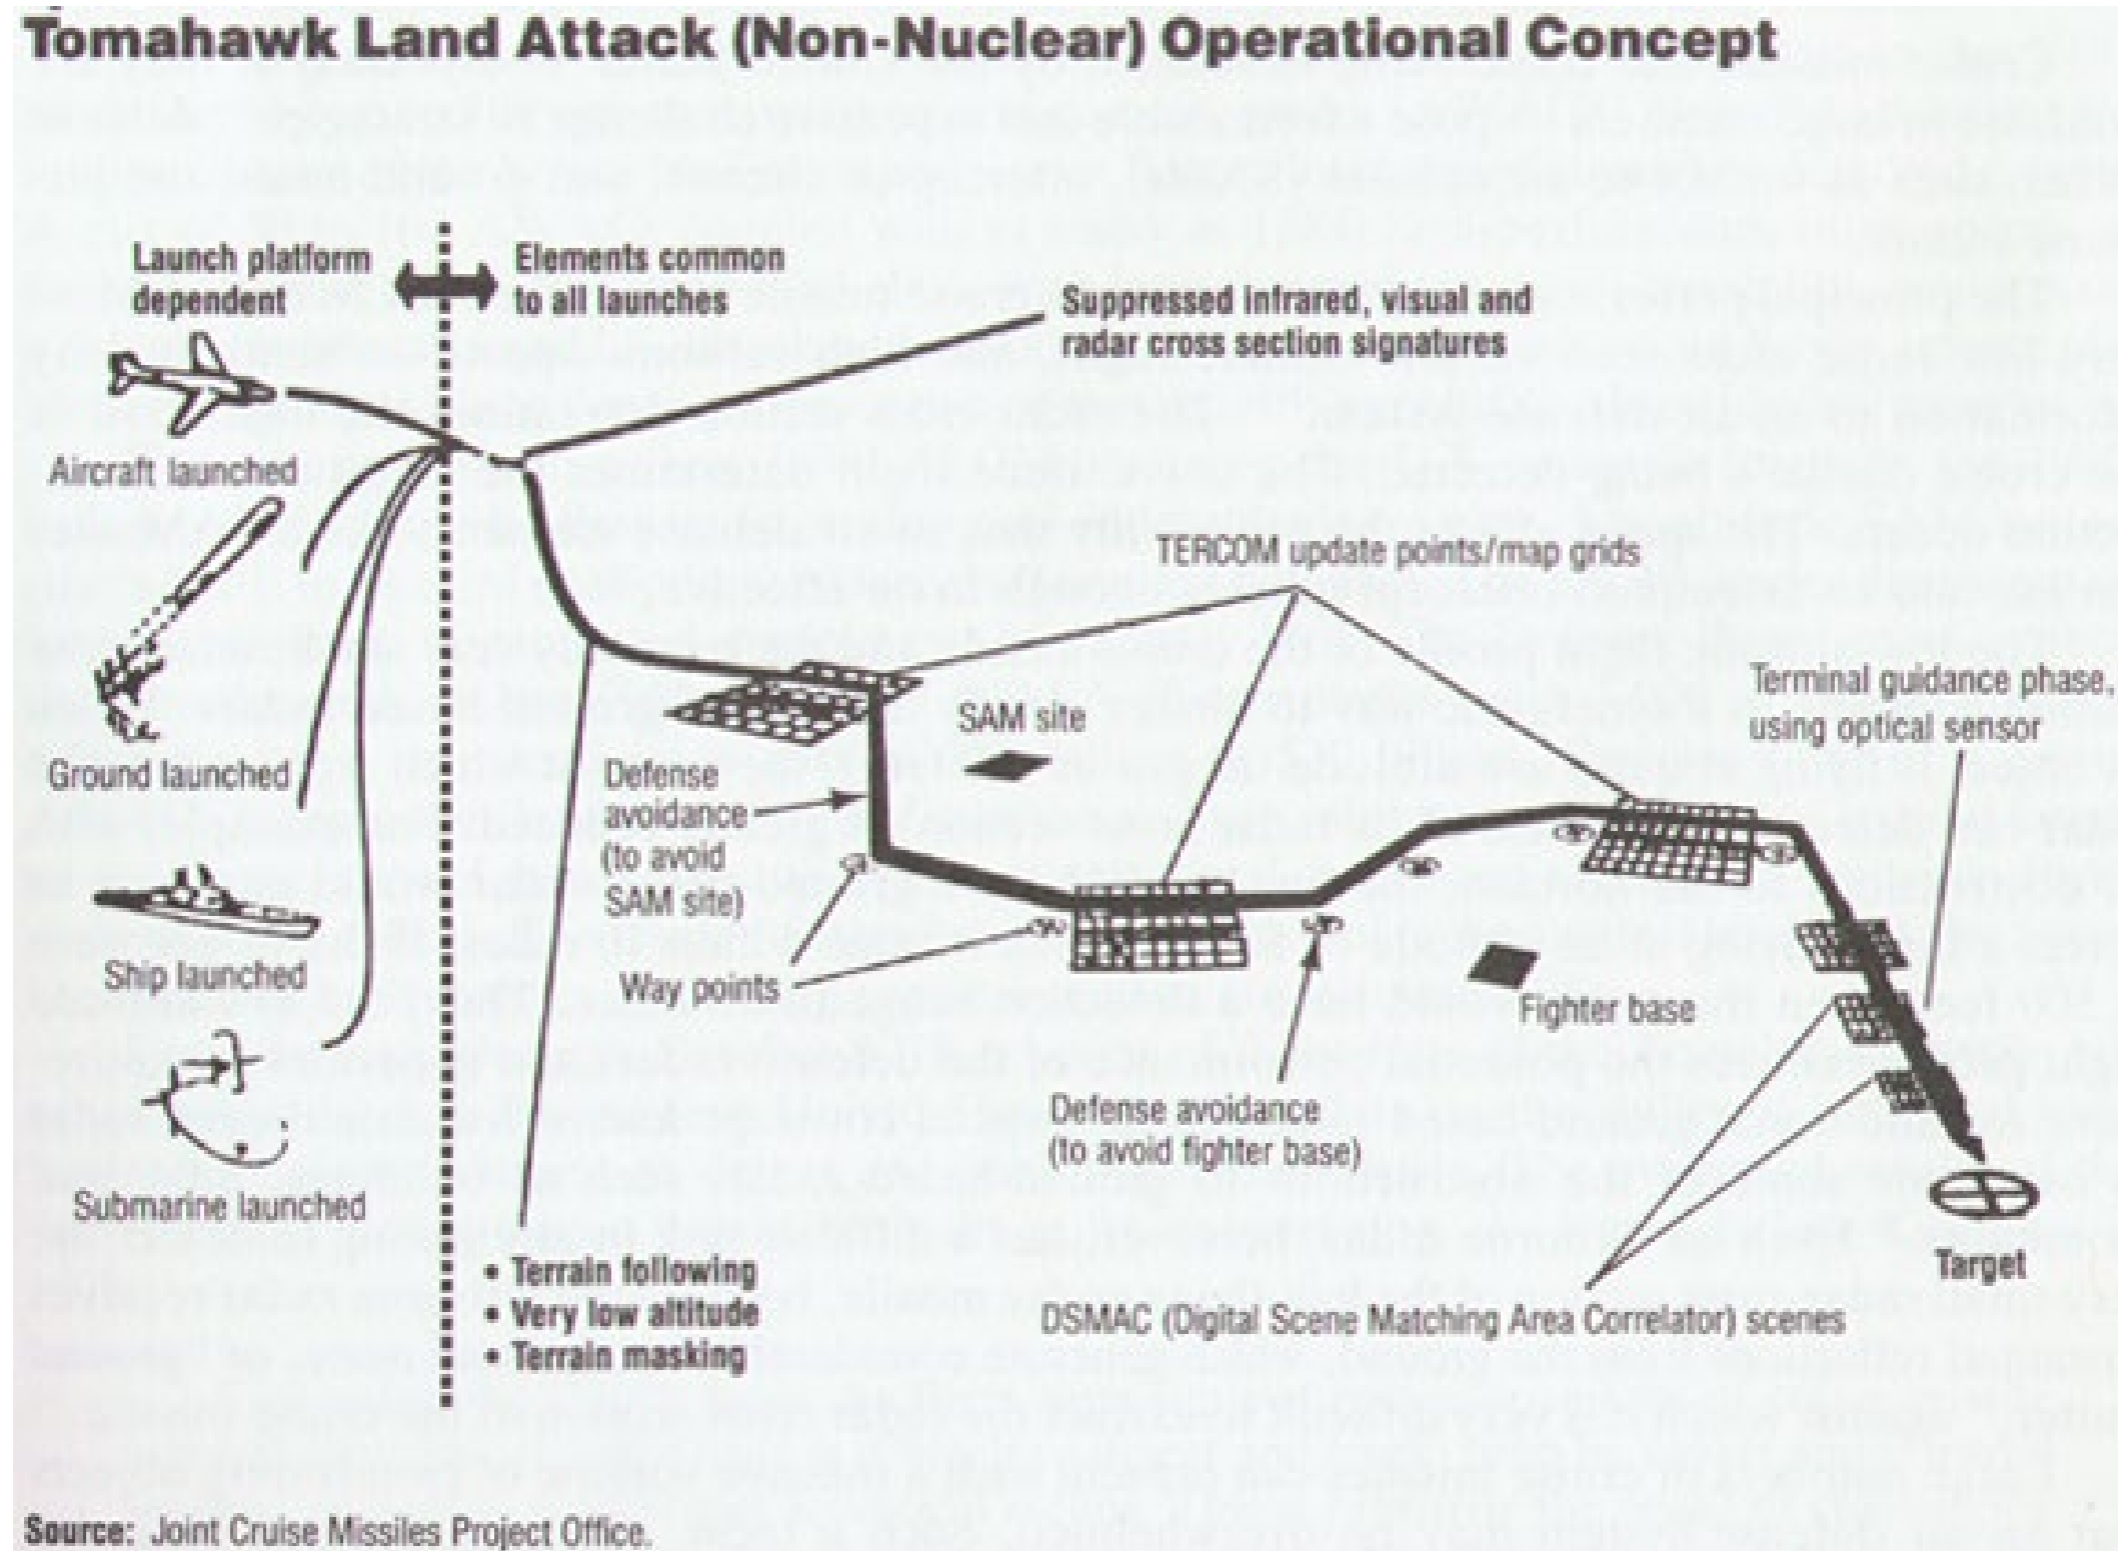 Tomahawk Land Attack (Non-Nuclear) Operational Concept
Launch platform
dependent
Elements common
to all launches
Suppressed infrared, visual and
radar cross section signatures
Aircraft launched
TERCOM update points/map grids
Terminal guidance phase,
using optical sensor
SAM site
Ground launched
Defense
avoidance
(to avoid
SAM site)
Ship launched
Way points
Fighter base
Defense avoidance
(to avoid fighter base)
Submarine launched
Target
• Terrain following
• Very low altitude
• Terrain masking
DSMAC (Digital Scene Matching Area Correlator) scenes
Source: Joint Cruise Missiles Project Office.